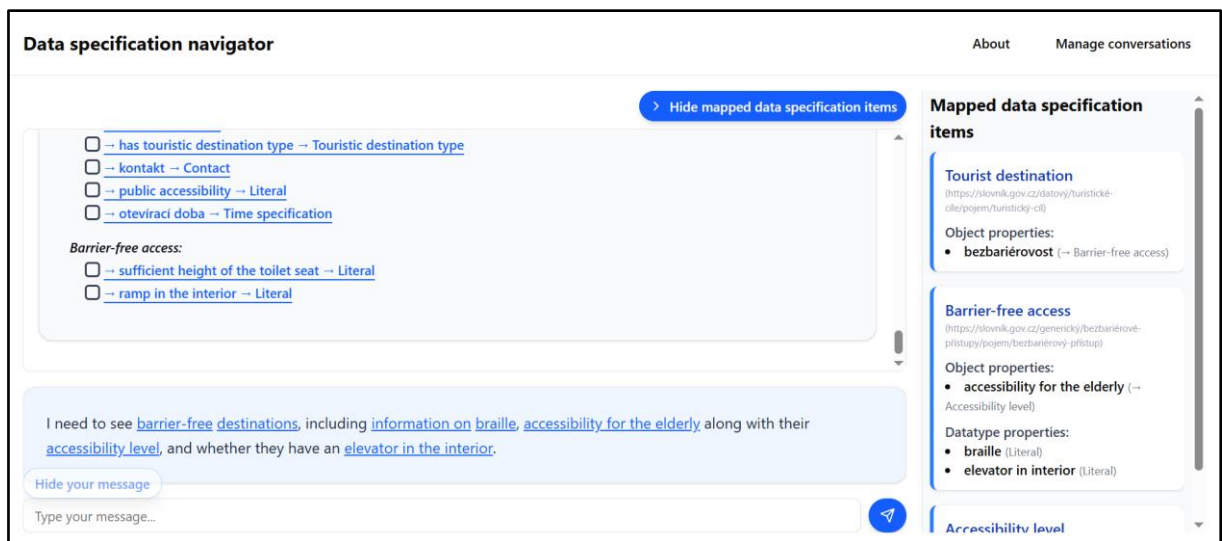 Data specification navigator
About
Manage conversations
> Hide mapped data specification items
→ has touristic destination type → Touristic destination type
→ kontakt → Contact
→ public accessibility → Literal
→ otevírací doba → Time specification
Barrier-free access:
→ sufficient height of the toilet seat → Literal
→ ramp in the interior → Literal
I need to see barrier-free destinations, including information on braille, accessibility for the elderly along with their
accessibility level, and whether they have an elevator in the interior.
Hide your message
Type your message...
Mapped data specification
items
Tourist destination
(https://slovník.gov.cz/datový/turistické-
cíle/pojem/turistický-cíl)
Object properties:
• bezbariérovost (→ Barrier-free access)
Barrier-free access
(https://slovník.gov.cz/generický/bezbariérové-
přístupy/pojem/bezbariérový-přístup)
Object properties:
• accessibility for the elderly (→
Accessibility level)
Datatype properties:
• braille (Literal)
• elevator in interior (Literal)
Accessibility level